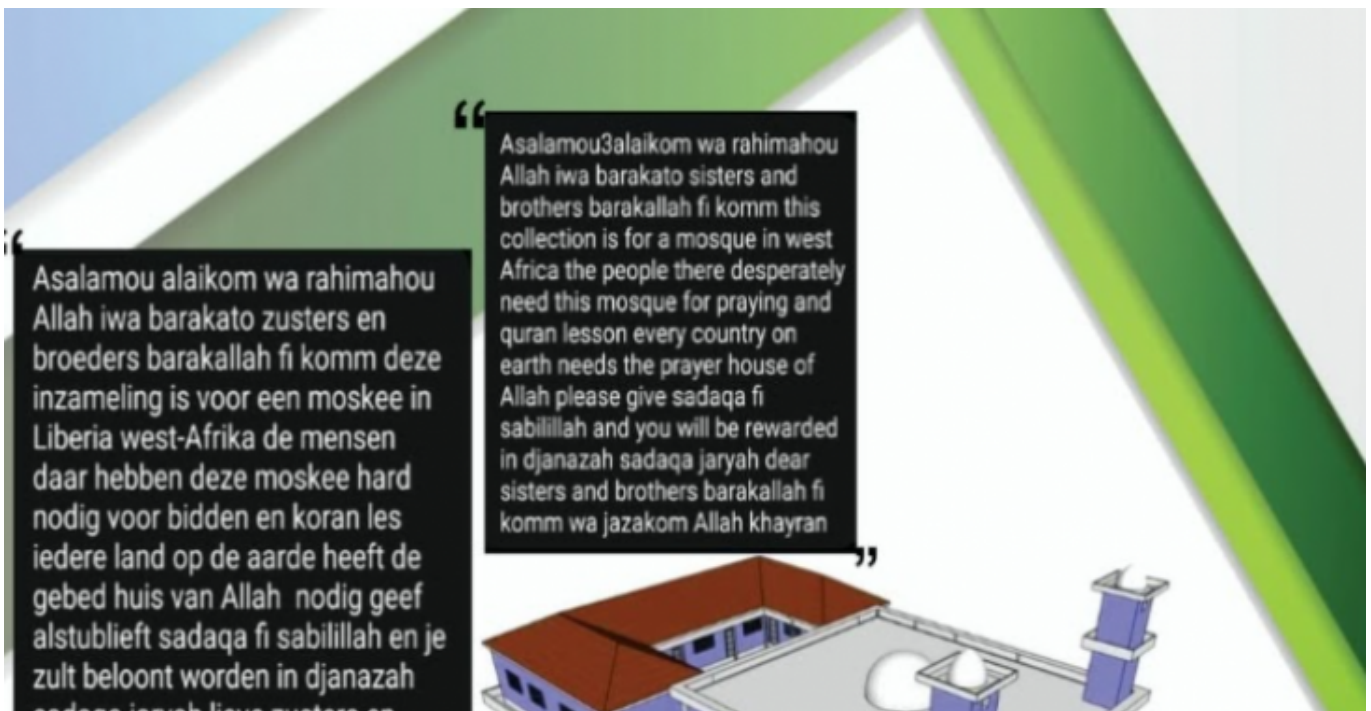 Asalamou alaikom wa rahimahou
Allah iwa barakato zusters en
broeders barakallah fi komm deze
inzameling is voor een moskee in
Liberia west-Afrika de mensen
daar hebben deze moskee hard
nodig voor bidden en koran les
iedere land op de aarde heeft de
gebed huis van Allah nodig geef
alstublieft sadaqa fi sabilillah en je
zult beloont worden in djanazah
“
Asalamou3alaikom wa rahimahou
Allah iwa barakato sisters and
brothers barakallah fi komm this
collection is for a mosque in west
Africa the people there desperately
need this mosque for praying and
quran lesson every country on
earth needs the prayer house of
Allah please give sadaqa fi
sabilillah and you will be rewarded
in djanazah sadaqa jaryah dear
sisters and brothers barakallah fi
komm wa jazakom Allah khayran
”